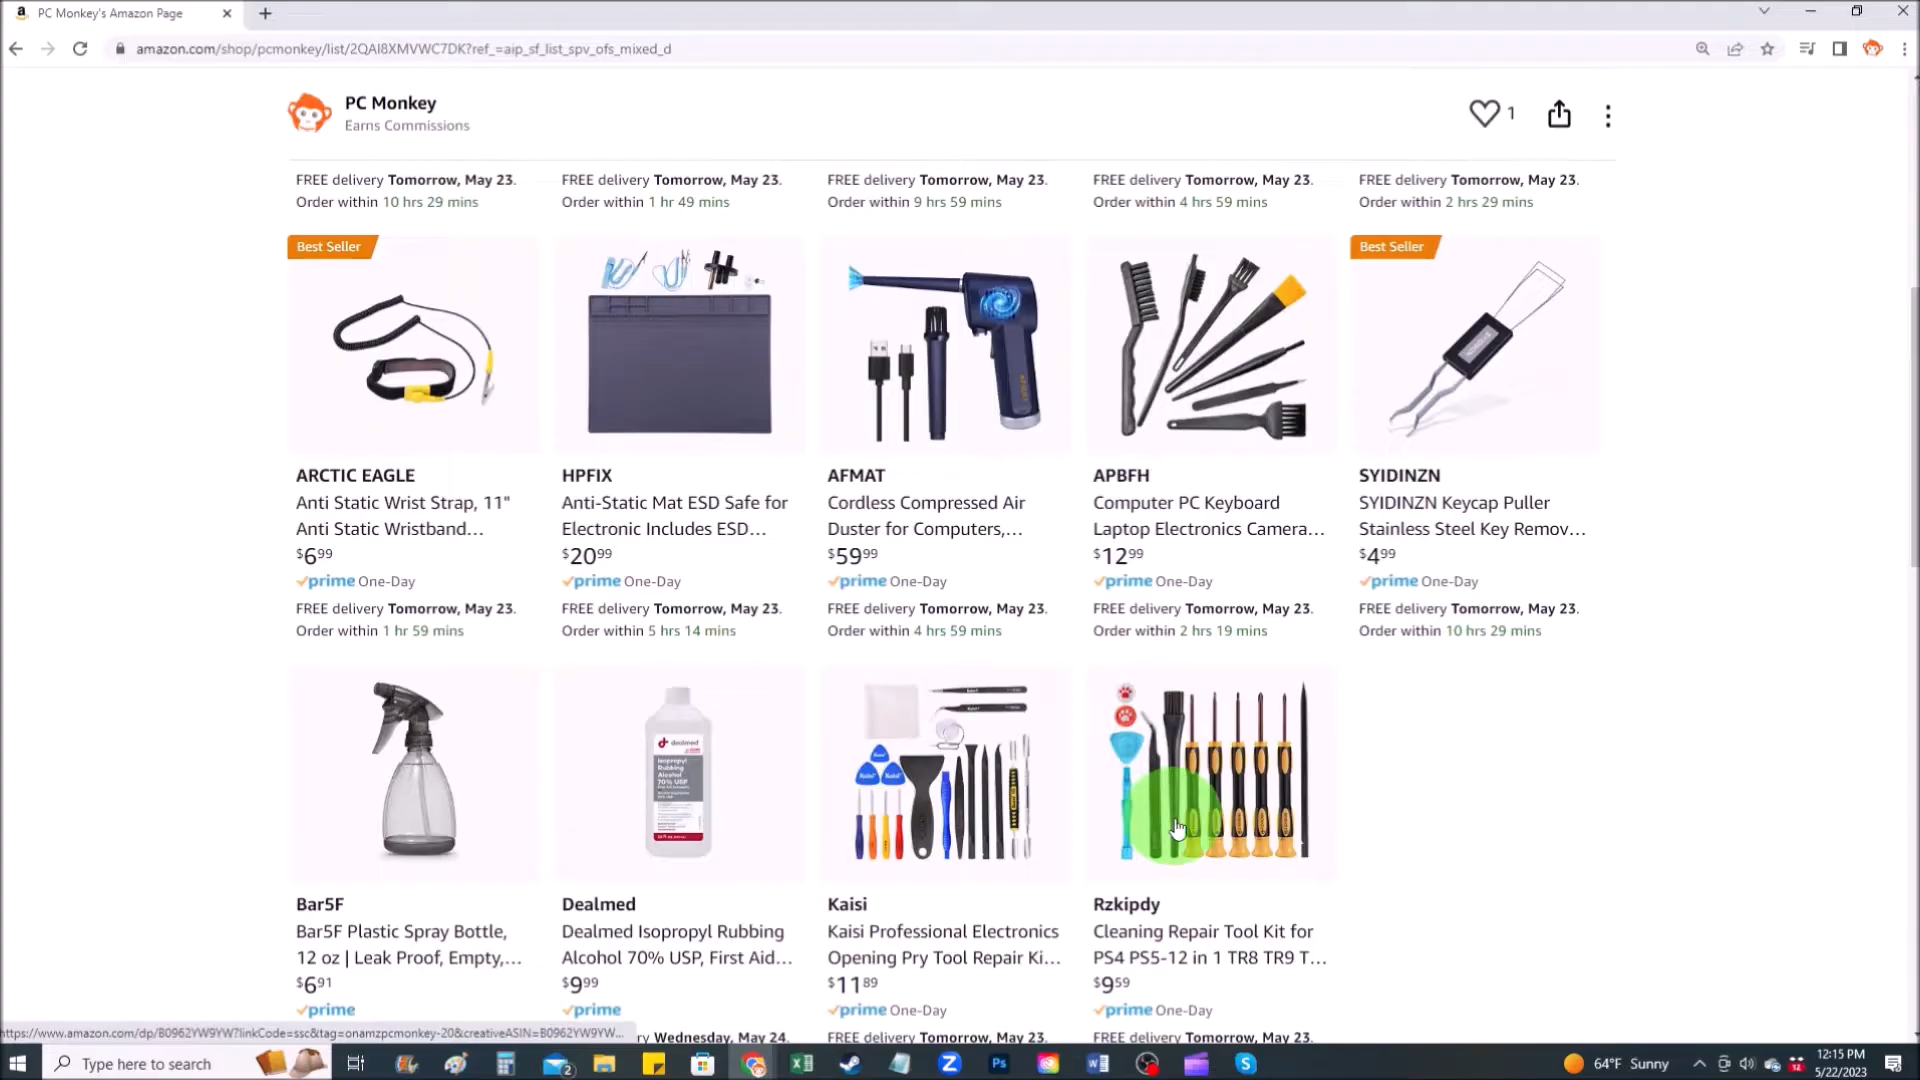 PC Monkey's Amazon Page
amazon.com/shop/pcmonkey/list/2QAI8XMVWC7DK?ref_=aip_sf_list_spv_ofs_mixed_d
PC Monkey
Earns Commissions
1
FREE delivery Tomorrow, May 23. FREE delivery Tomorrow, May 23. FREE delivery Tomorrow, May 23. FREE delivery Tomorrow, May 23. FREE delivery Tomorrow, May 23.
Order within 10 hrs 29 mins Order within 1 hr 49 mins Order within 9 hrs 59 mins Order within 4 hrs 59 mins Order within 2 hrs 29 mins
Best Seller Best Seller
ARCTIC EAGLE HPFIX AFMAT APBFH SYIDINZN
Anti Static Wrist Strap, 11" Anti-Static Mat ESD Safe for Cordless Compressed Air Computer PC Keyboard SYIDINZN Keycap Puller
Anti Static Wristband... Electronic Includes ESD... Duster for Computers,... Laptop Electronics Camera... Stainless Steel Key Remov...
$6.99 $20.99 $59.99 $12.99 $4.99
prime One-Day prime One-Day prime One-Day prime One-Day prime One-Day
FREE delivery Tomorrow, May 23. FREE delivery Tomorrow, May 23. FREE delivery Tomorrow, May 23. FREE delivery Tomorrow, May 23. FREE delivery Tomorrow, May 23.
Order within 1 hr 59 mins Order within 5 hrs 14 mins Order within 4 hrs 59 mins Order within 2 hrs 19 mins Order within 10 hrs 29 mins
dealmed
Isopropyl
Rubbing
Alcohol
70% USP
Bar5F Dealmed Kaisi Rzkipdy
Bar5F Plastic Spray Bottle, Dealmed Isopropyl Rubbing Kaisi Professional Electronics Cleaning Repair Tool Kit for
12 oz | Leak Proof, Empty,... Alcohol 70% USP, First Aid... Opening Pry Tool Repair Ki... PS4 PS5-12 in 1 TR8 TR9 T...
$6.91 $9.99 $11.89 $9.59
prime prime prime One-Day prime One-Day
https://www.amazon.com/dp/B0962YW9YW?linkCode=ssc&tag=onamzpcmonkey-20&creativeASIN=B0962YW9YW... ry Wednesday, May 24. FREE delivery Tomorrow, May 23. FREE delivery Tomorrow, May 23.
Type here to search
2
Ps
64°F Sunny
12
12:15 PM
5/22/2023